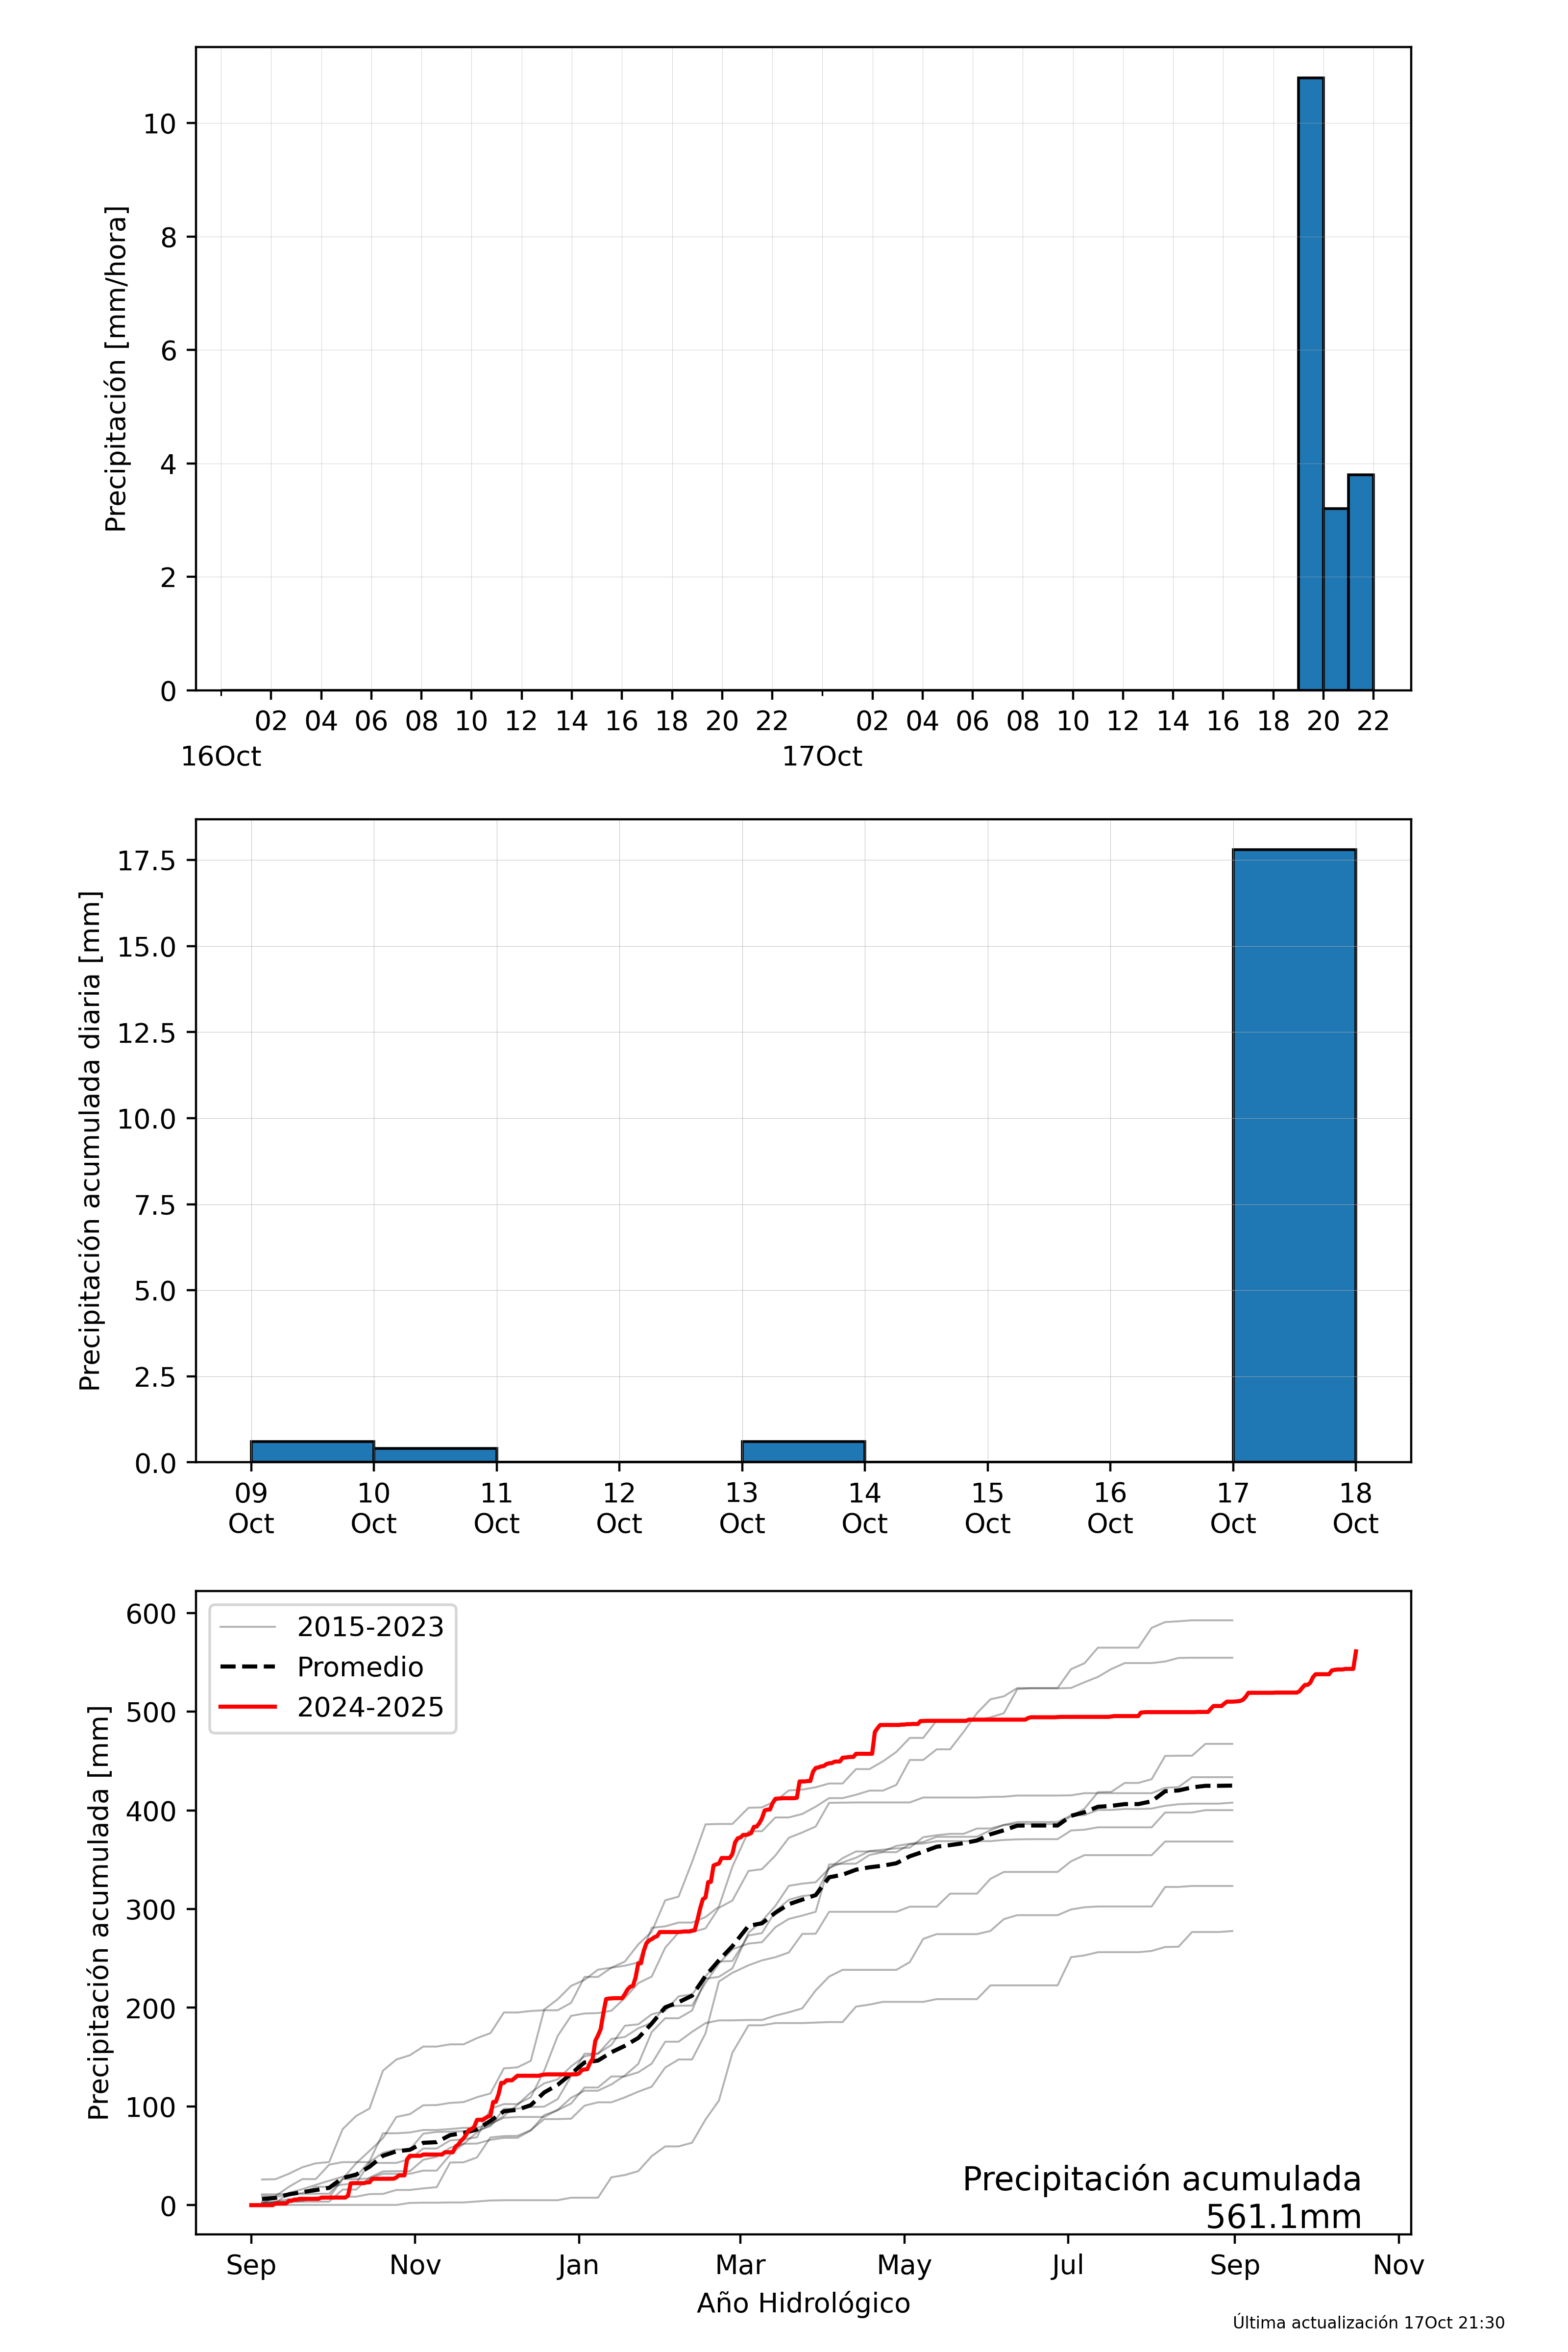 Precipitación [mm/hora]
10
8
6
4
2
0
02 04 06 08 10 12 14 16 18 20 22 02 04 06 08 10 12 14 16 18 20 22
16Oct 17Oct
Precipitación acumulada diaria [mm]
17.5
15.0
12.5
10.0
7.5
5.0
2.5
0.0
09 10 11 12 13 14 15 16 17 18
Oct Oct Oct Oct Oct Oct Oct Oct Oct Oct
Precipitación acumulada [mm]
600
500
400
300
200
100
0
2015-2023
Promedio
2024-2025
Precipitación acumulada
561.1mm
Sep Nov Jan Mar May Jul Sep Nov
Año Hidrológico
Última actualización 17Oct 21:30